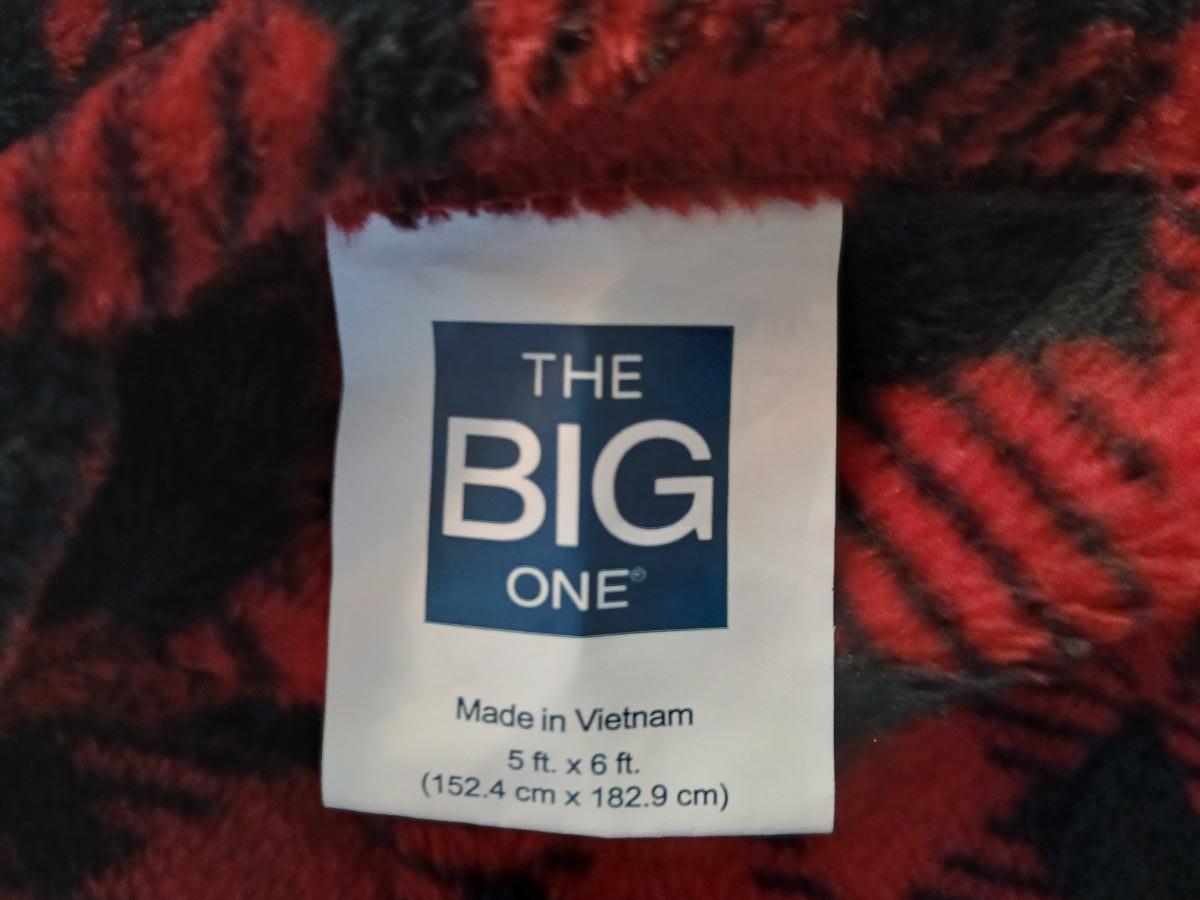 THE
BIG
ONE®
Made in Vietnam
5 ft. x 6 ft.
(152.4 cm x 182.9 cm)